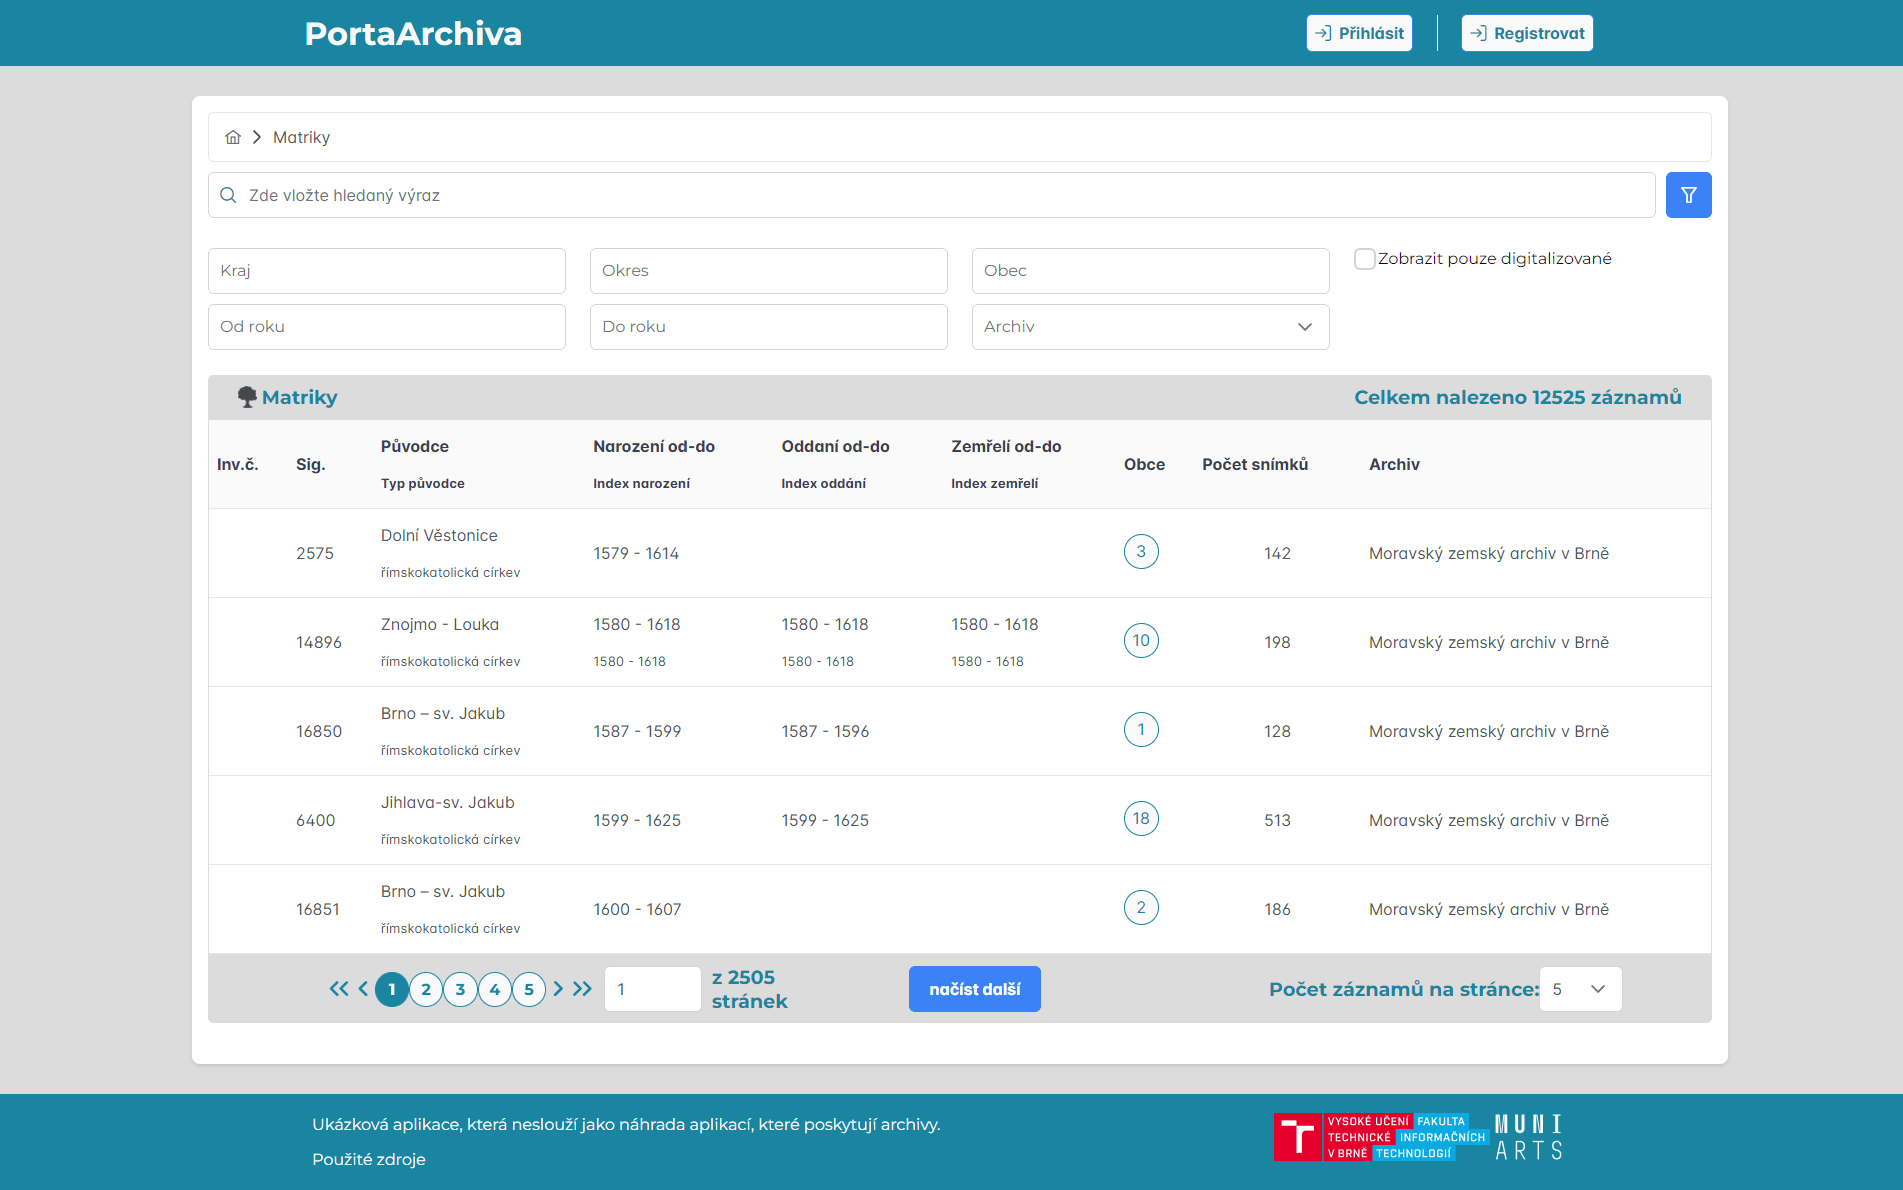 PortaArchiva
Přihlásit
Registrovat
Matriky
Zde vložte hledaný výraz
Kraj
Okres
Obec
Zobrazit pouze digitalizované
Od roku
Do roku
Archiv
Matriky
Celkem nalezeno 12525 záznamů
Inv.č. Sig. Původce Narození od-do Oddaní od-do Zemřelí od-do Obce Počet snímků Archiv
Typ původce Index narození Index oddání Index zemřelí
Dolní Věstonice
2575 1579 - 1614 3 142 Moravský zemský archiv v Brně
římskokatolická církev
Znojmo - Louka 1580 - 1618 1580 - 1618 1580 - 1618
14896 10 198 Moravský zemský archiv v Brně
římskokatolická církev 1580 - 1618 1580 - 1618 1580 - 1618
Brno – sv. Jakub
16850 1587 - 1599 1587 - 1596 1 128 Moravský zemský archiv v Brně
římskokatolická církev
Jihlava-sv. Jakub
6400 1599 - 1625 1599 - 1625 18 513 Moravský zemský archiv v Brně
římskokatolická církev
Brno – sv. Jakub
16851 1600 - 1607 2 186 Moravský zemský archiv v Brně
římskokatolická církev
1 2 3 4 5 1 z 2505
stránek
načíst další
Počet záznamů na stránce: 5
Ukázková aplikace, která neslouží jako náhrada aplikací, které poskytují archivy.
Použité zdroje
VYSOKÉ UČENÍ FAKULTA
TECHNICKÉ INFORMAČNÍCH
V BRNĚ TECHNOLOGIÍ
MUNI
ARTS